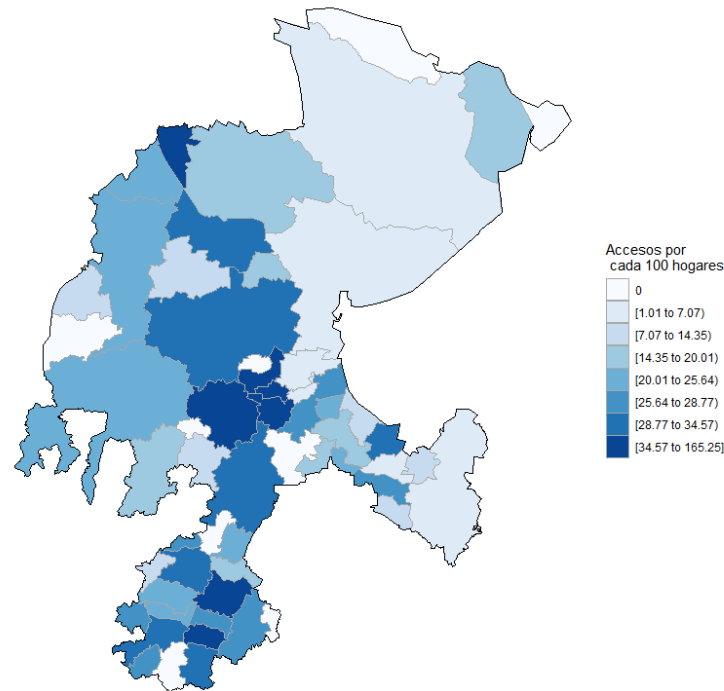 Accesos por
cada 100 hogares
0
[1.01 to 7.07)
[7.07 to 14.35)
[14.35 to 20.01)
[20.01 to 25.64)
[25.64 to 28.77)
[28.77 to 34.57)
[34.57 to 165.25]